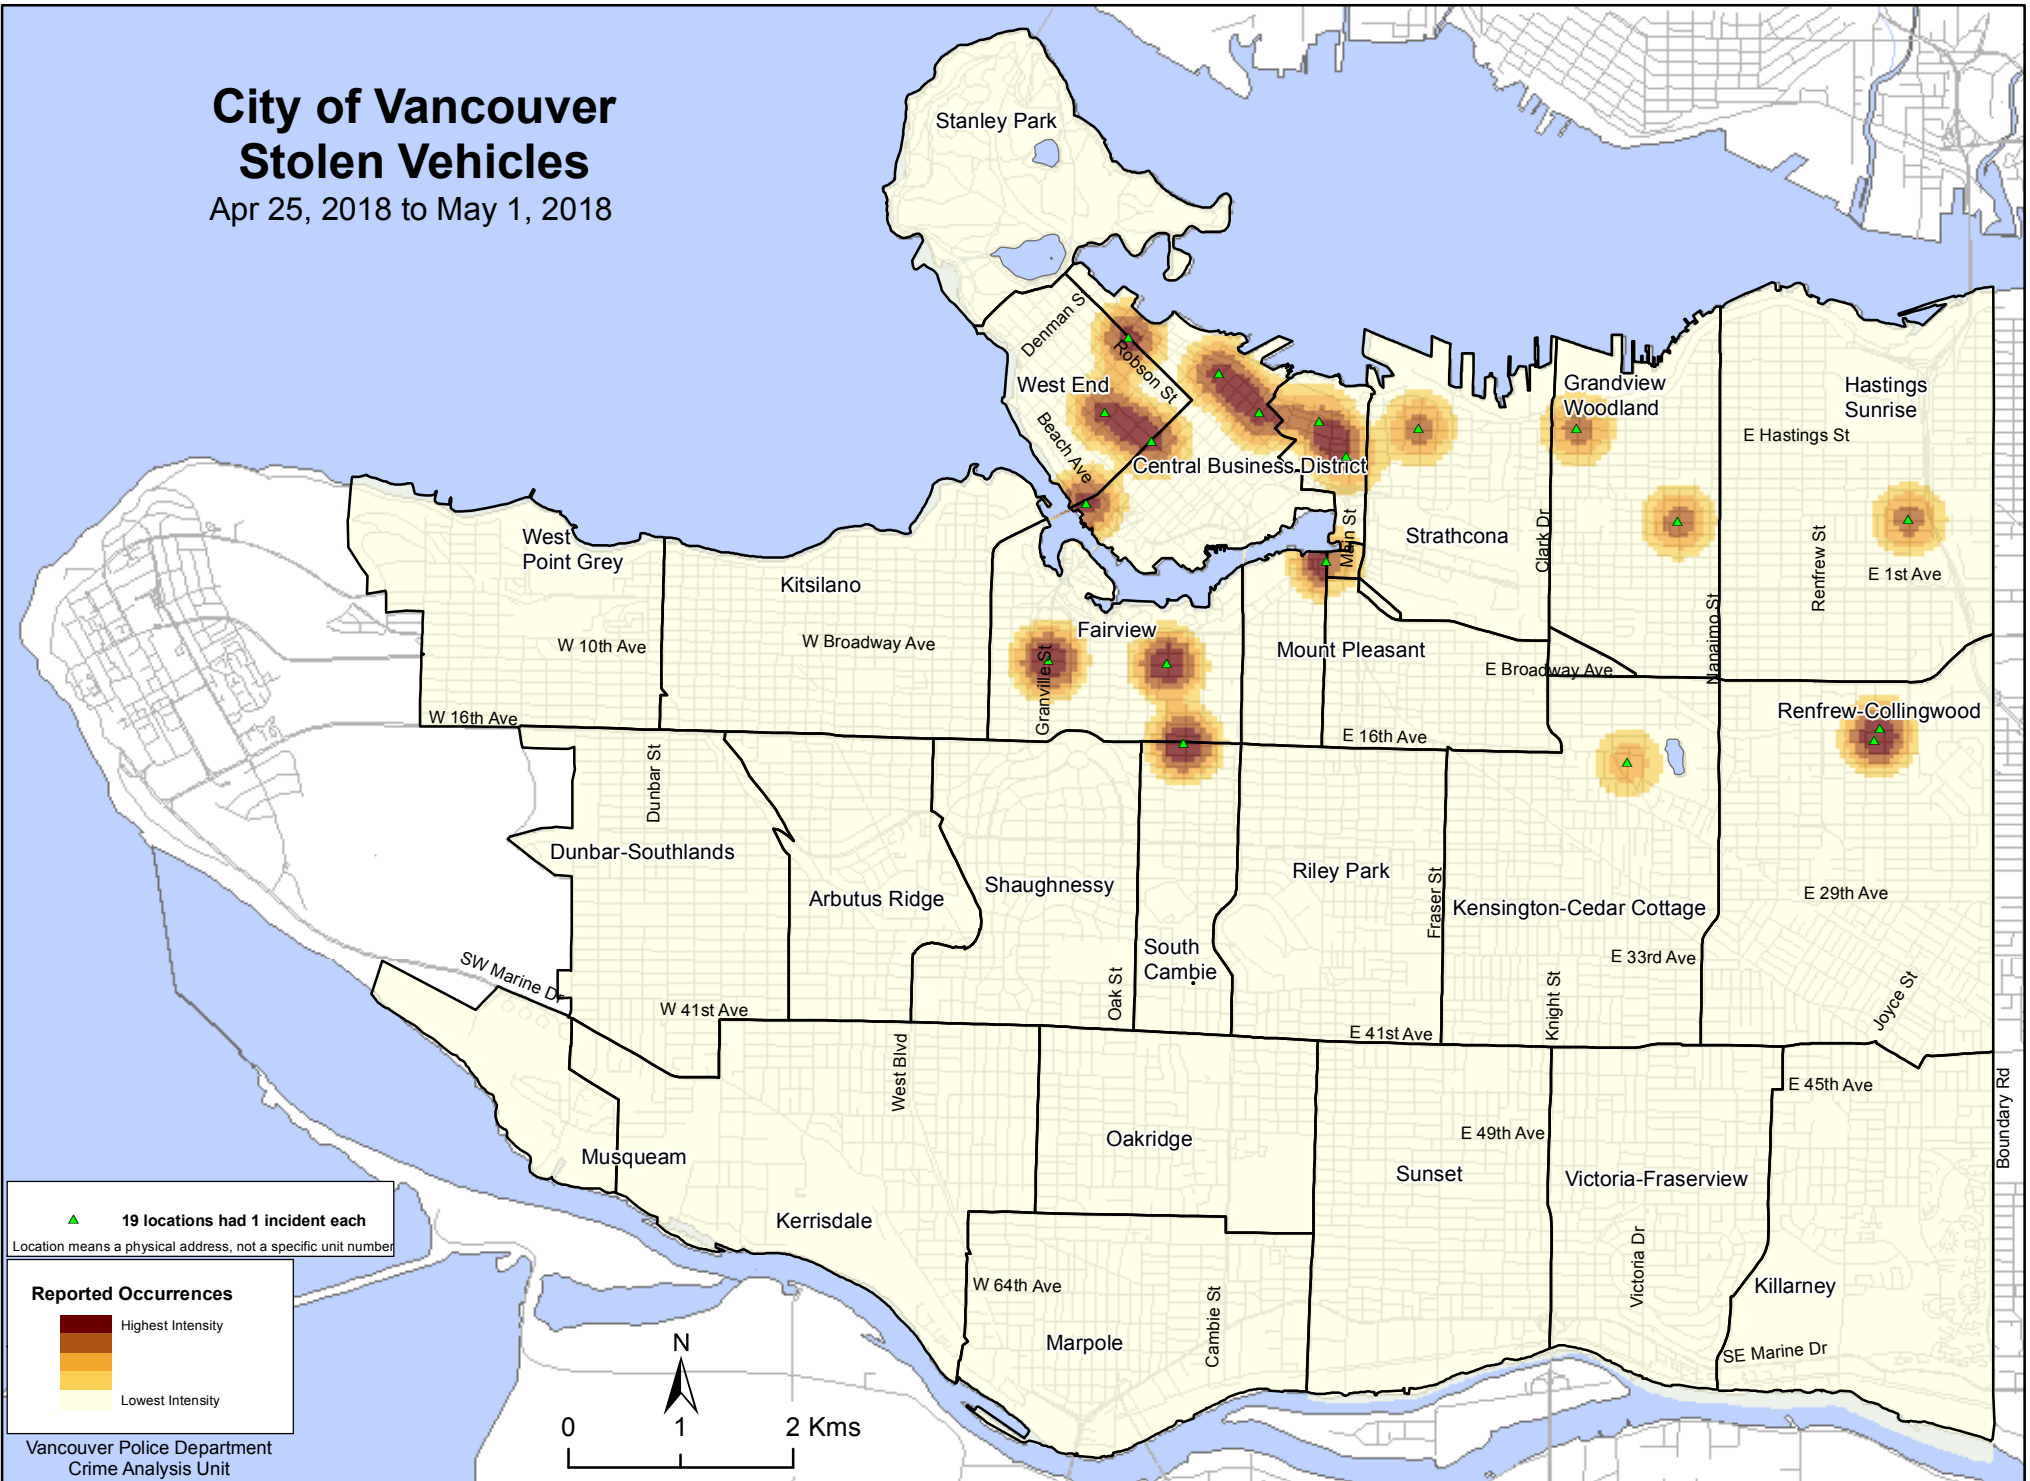 City of Vancouver
Stolen Vehicles
Apr 25, 2018 to May 1, 2018
Stanley Park
Denman S
Robson St
West End
Beach Ave
Central Business District
Main St
Grandview
Woodland
Hastings
Sunrise
E Hastings St
Strathcona
Clark Dr
Renfrew St
E 1st Ave
Nanaimo St
West
Point Grey
Kitsilano
W 10th Ave
W Broadway Ave
Fairview
Granville St
Mount Pleasant
E Broadway Ave
W 16th Ave
E 16th Ave
Renfrew-Collingwood
Dunbar St
Dunbar-Southlands
Arbutus Ridge
Shaughnessy
Riley Park
Fraser St
Kensington-Cedar Cottage
E 29th Ave
South
Cambie
Oak St
E 33rd Ave
Knight St
Joyce St
SW Marine Dr
W 41st Ave
E 41st Ave
West Blvd
E 45th Ave
Boundary Rd
Oakridge
E 49th Ave
Musqueam
Sunset
Victoria-Fraserview
Kerrisdale
Victoria Dr
W 64th Ave
Cambie St
Killarney
Marpole
SE Marine Dr
19 locations had 1 incident each
Location means a physical address, not a specific unit number
Reported Occurrences
Highest Intensity
Lowest Intensity
N
0 1 2 Kms
Vancouver Police Department
Crime Analysis Unit